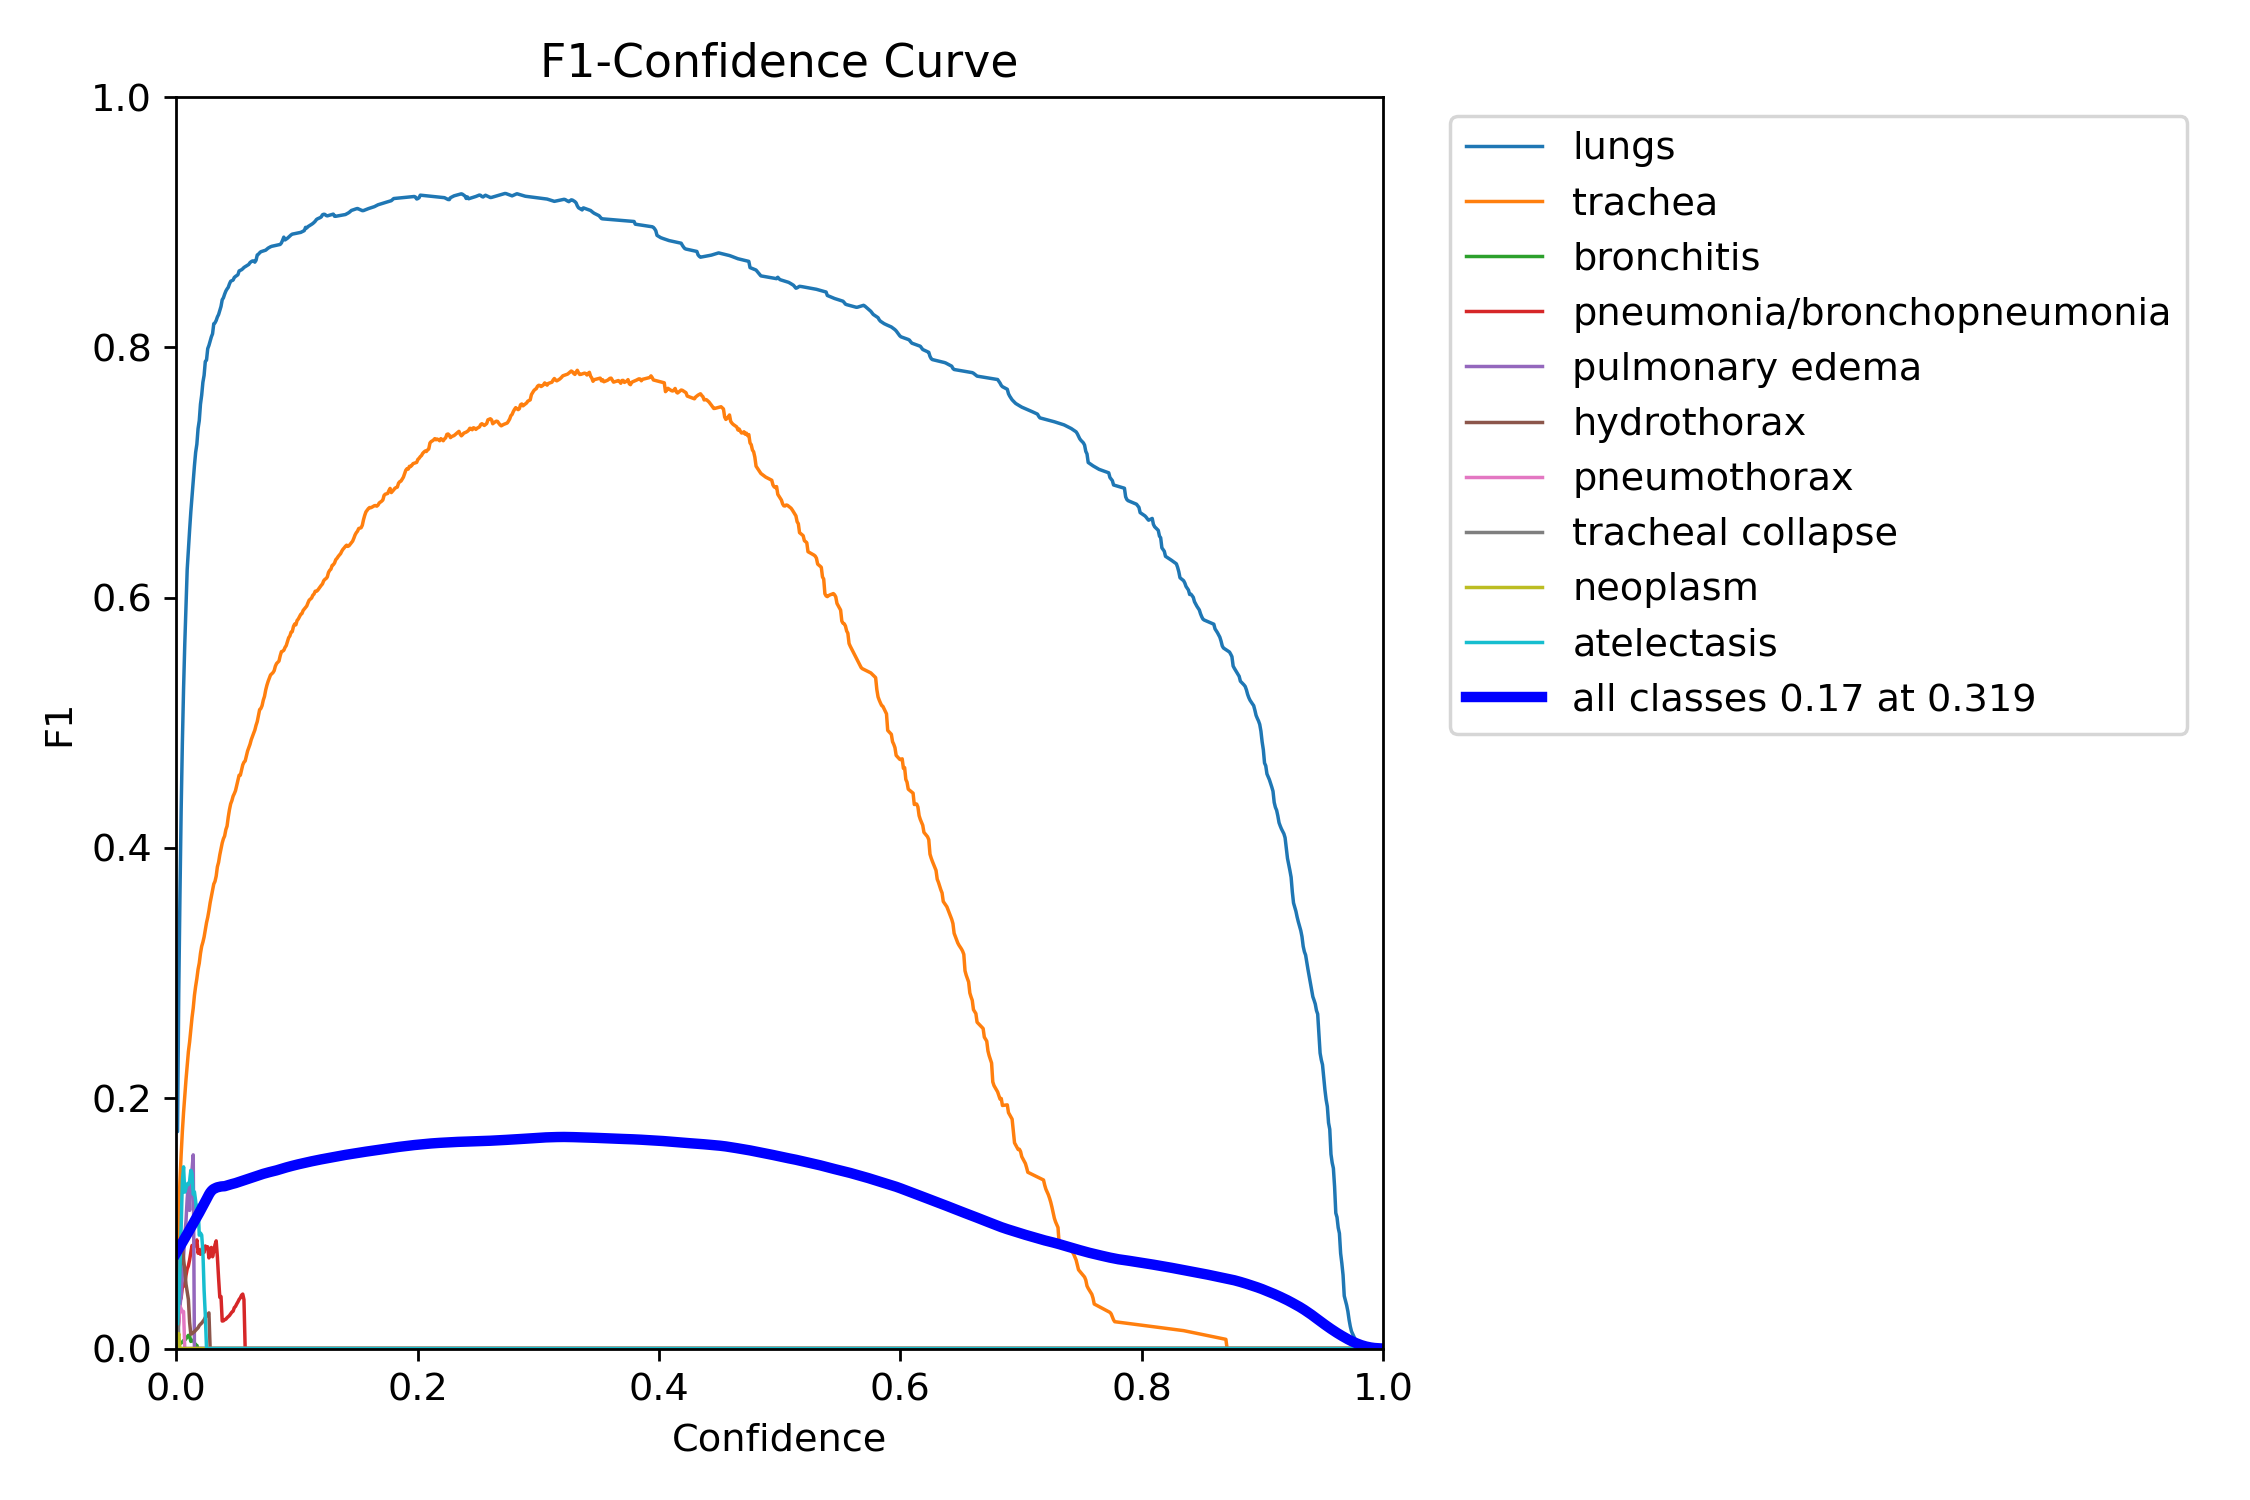 F1-Confidence Curve
1.0
0.8
0.6
0.4
0.2
0.0
F1
0.0 0.2 0.4 0.6 0.8 1.0
Confidence
lungs
trachea
bronchitis
pneumonia/bronchopneumonia
pulmonary edema
hydrothorax
pneumothorax
tracheal collapse
neoplasm
atelectasis
all classes 0.17 at 0.319